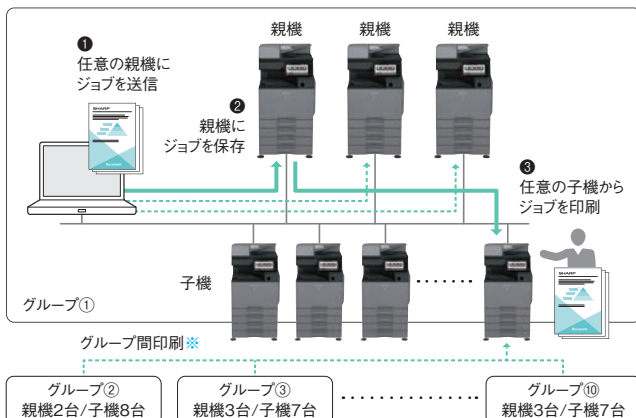 親機
親機
親機
❶
任意の親機に
ジョブを送信
SHARP
❷
親機に
ジョブを保存
❸
任意の子機から
ジョブを印刷
子機
SHARP
グループ①
グループ間印刷※
グループ②
親機2台/子機8台
グループ③
親機3台/子機7台
グループ⑩
親機3台/子機7台